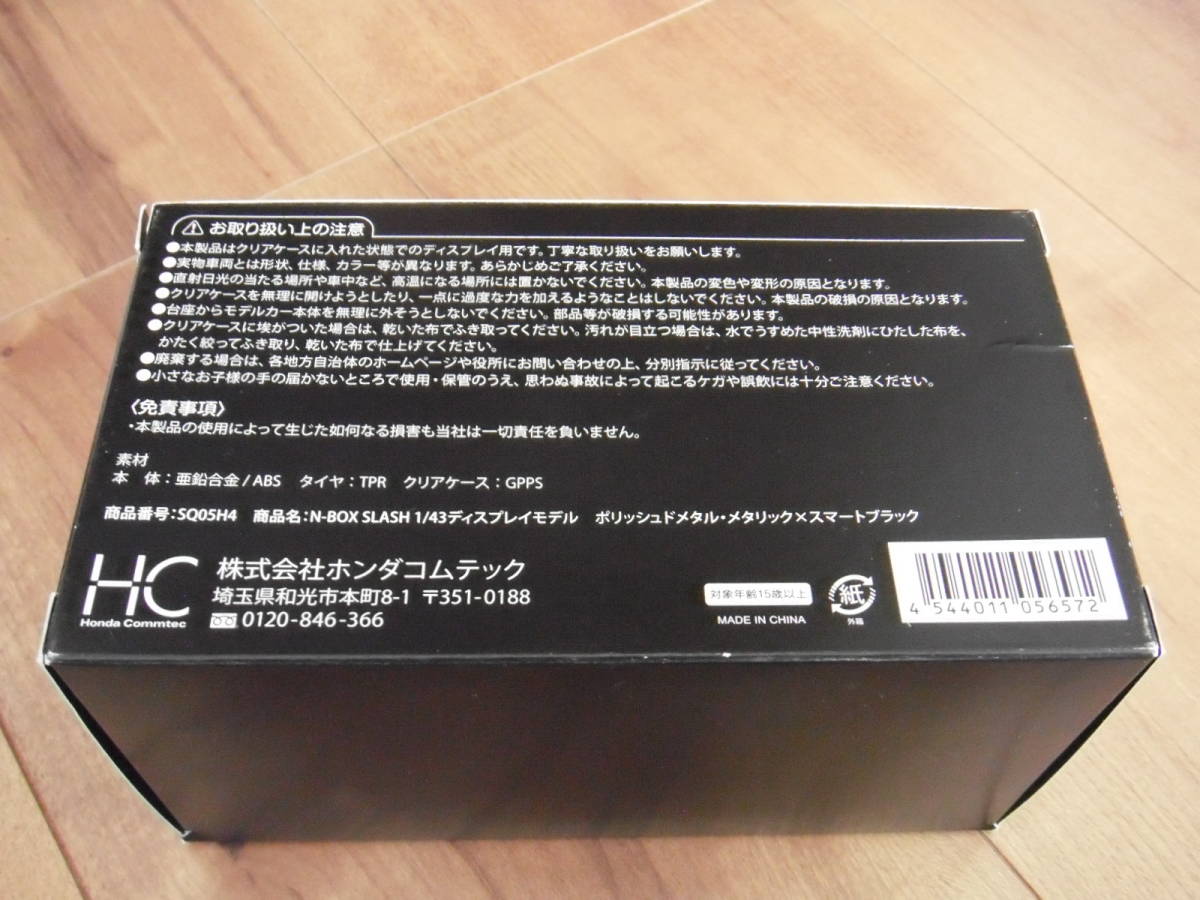 ⚠ お取り扱い上の注意
●本製品はクリアケースに入れた状態でのディスプレイ用です。丁寧な取り扱いをお願いします。
●実物車両とは形状、仕様、カラー等が異なります。あらかじめご了承ください。
●直射日光の当たる場所や車中など、高温になる場所には置かないでください。本製品の変色や変形の原因となります。
●クリアケースを無理に開けようとしたり、一点に過度な力を加えるようなことはしないでください。本製品の破損の原因となります。
●台座からモデルカー本体を無理に外そうとしないでください。部品等が破損する可能性があります。
●クリアケースに埃がついた場合は、乾いた布でふき取ってください。汚れが目立つ場合は、水でうすめた中性洗剤にひたした布を、
かたく絞ってふき取り、乾いた布で仕上げてください。
●廃棄する場合は、各地方自治体のホームページや役所にお問い合わせの上、分別指示に従ってください。
●小さなお子様の手の届かないところで使用・保管のうえ、思わぬ事故によって起こるケガや誤飲には十分ご注意ください。
〈免責事項〉
・本製品の使用によって生じた如何なる損害も当社は一切責任を負いません。
素材
本 体：亜鉛合金/ABS タイヤ：TPR クリアケース：GPPS
商品番号：SQ05H4 商品名：N-BOX SLASH 1/43ディスプレイモデル ポリッシュドメタル・メタリック×スマートブラック
HC
Honda Commtec
株式会社ホンダコムテック
埼玉県和光市本町8-1 〒351-0188
0120-846-366
対象年齢15歳以上
MADE IN CHINA
紙
外箱
4 544011 056572